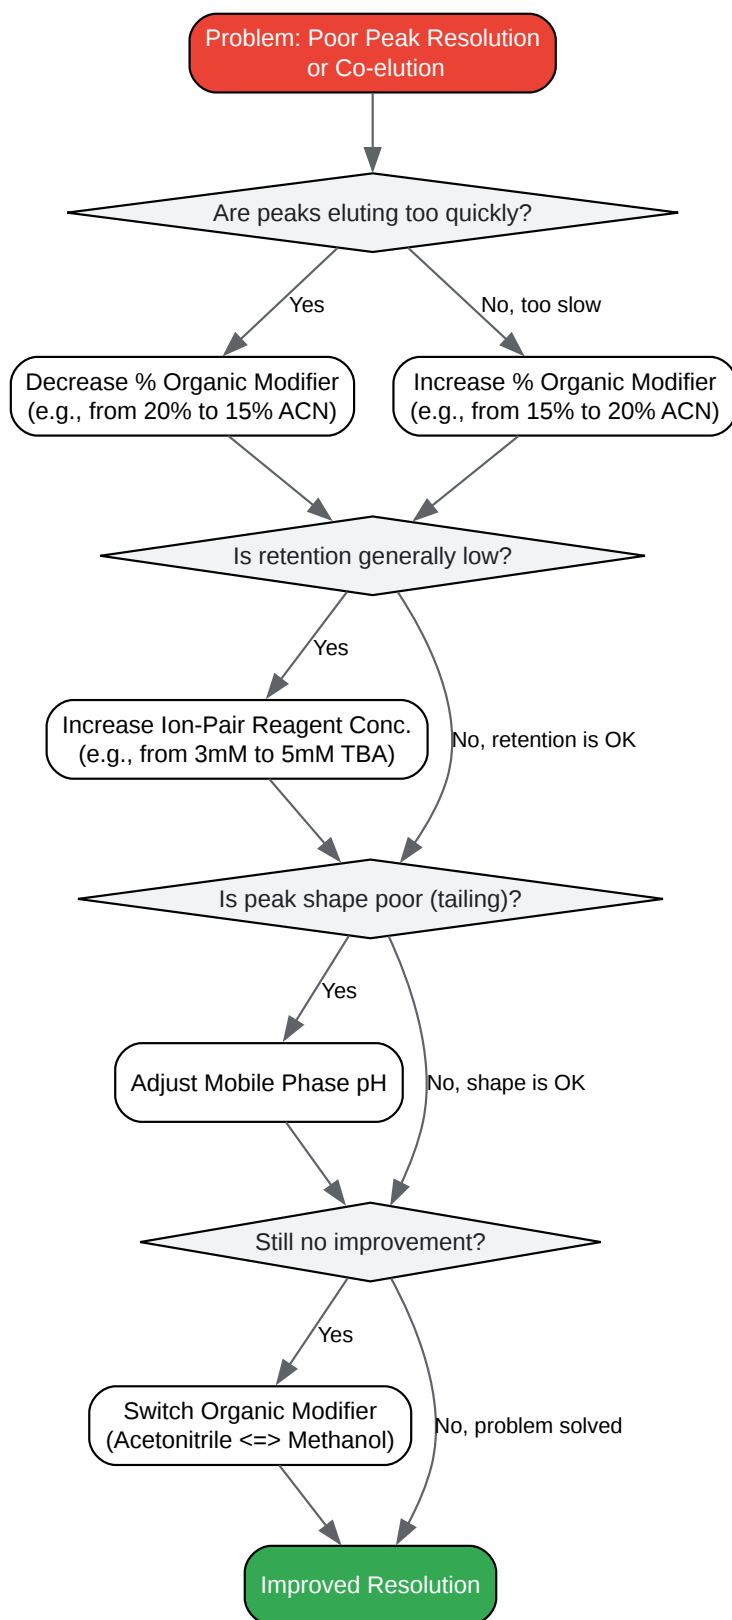 Problem: Poor Peak Resolution
or Co-elution
Are peaks eluting too quickly?
Yes
No, too slow
Decrease % Organic Modifier
(e.g., from 20% to 15% ACN)
Increase % Organic Modifier
(e.g., from 15% to 20% ACN)
Is retention generally low?
Yes
Increase Ion-Pair Reagent Conc.
(e.g., from 3mM to 5mM TBA)
No, retention is OK
Is peak shape poor (tailing)?
Yes
Adjust Mobile Phase pH
No, shape is OK
Still no improvement?
Yes
Switch Organic Modifier
(Acetonitrile <=> Methanol)
No, problem solved
Improved Resolution